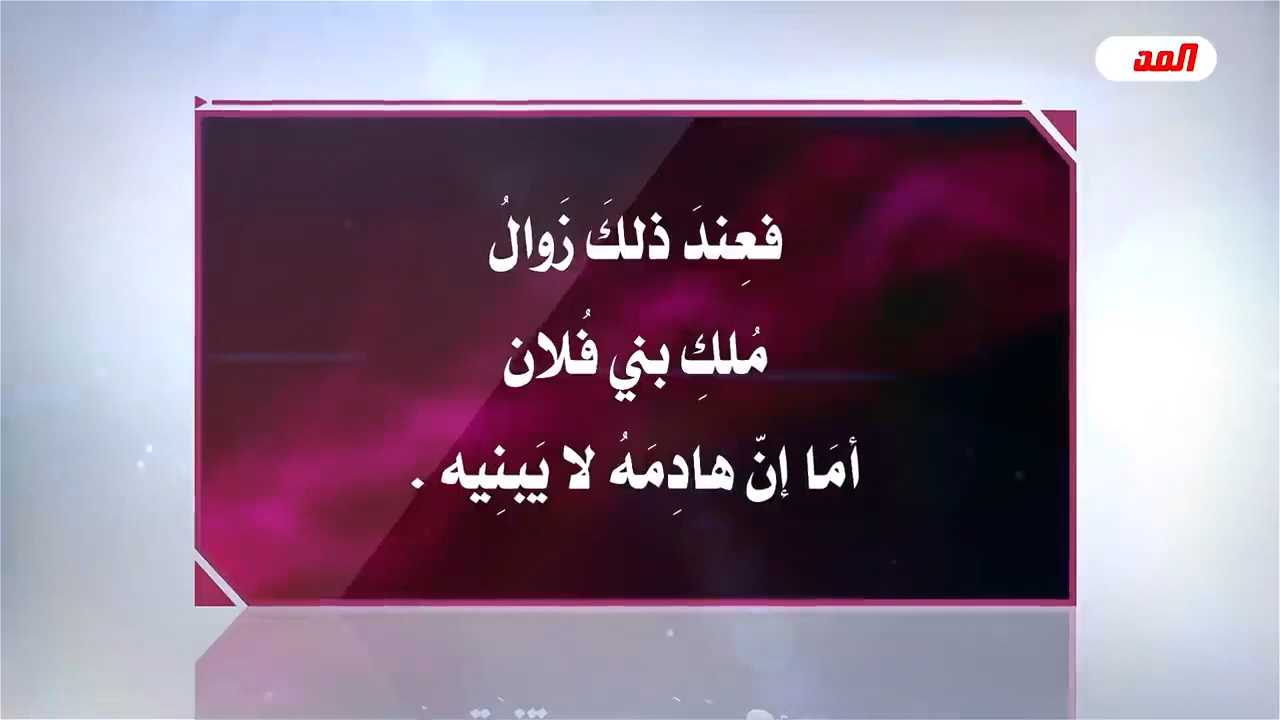 المد
فعِندَ ذلكَ زَوالُ
مُلكِ بني فُلان
أمَا إنّ هادِمَهُ لا يَبنِيه .